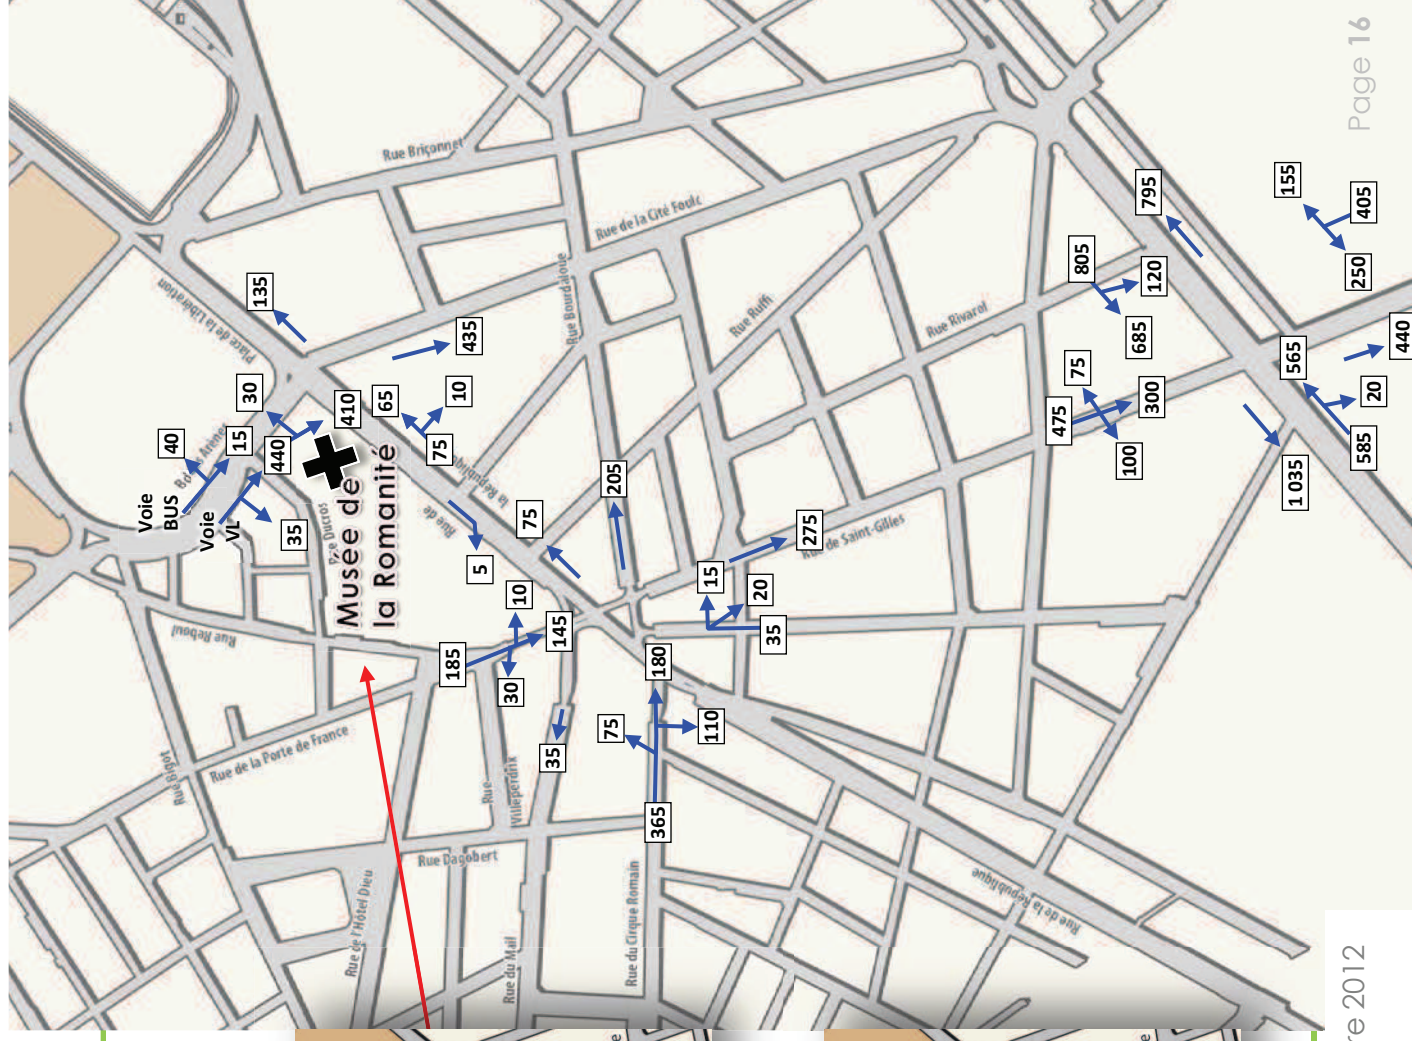 Page 16
re 2012
Voie
BUS
Voie
VL
40
15
30
440
410
35
135
435
65
10
75
Musée de
la Romanité
Place de la Libération
Rue Briçonnet
Rue de la Cité Foulc
Rue Bourdaloue
Rue Ruffi
Rue Rivarol
Rue Reboul
Rue Bigot
Rue de la Porte de France
Rue de
la République
5
75
205
10
145
185
30
35
275
15
20
35
180
75
110
365
Rue
Villeperdrix
Rue Dagobert
Rue de l'Hôtel Dieu
Rue du Mail
Rue du Cirque Romain
Rue de la République
de Saint-Gilles
795
805
120
685
75
475
300
100
155
405
250
565
440
20
585
1 035